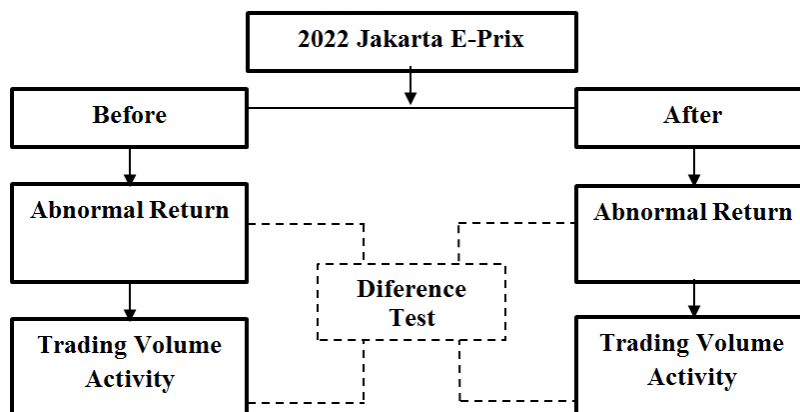 2022 Jakarta E-Prix
Before
After
Abnormal Return
Abnormal Return
Diference
Test
Trading Volume
Activity
Trading Volume
Activity